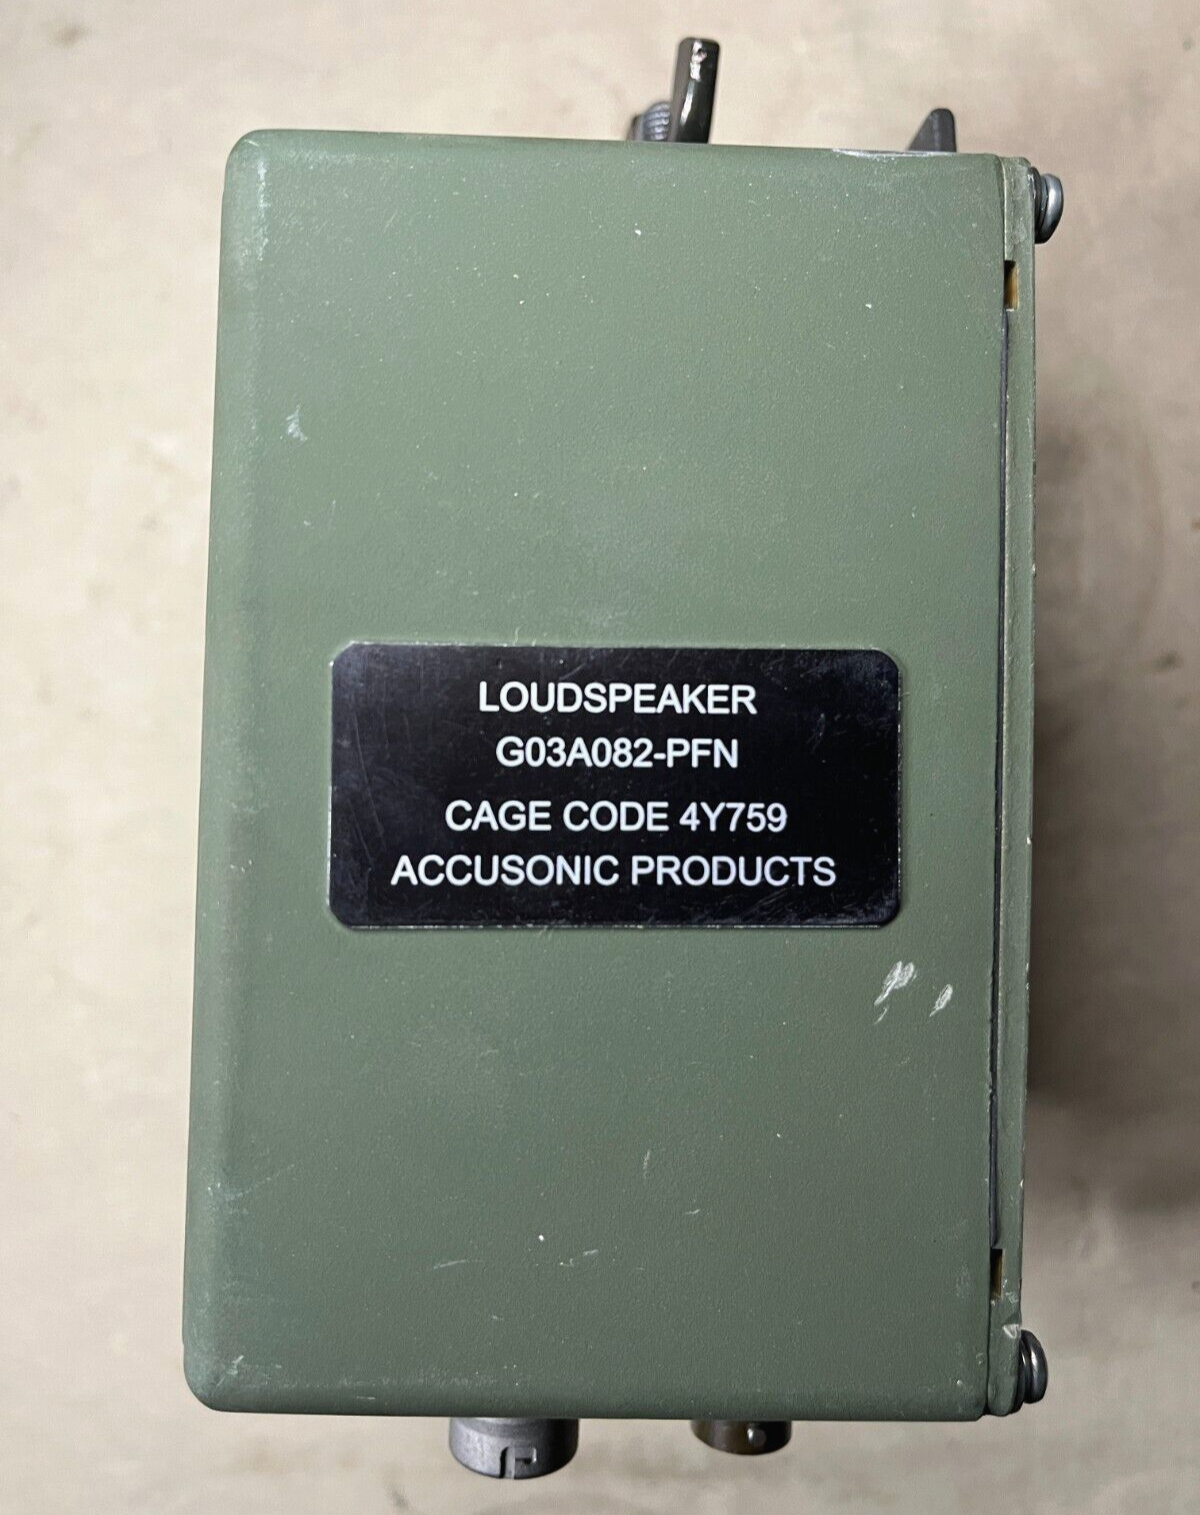 LOUDSPEAKER
G03A082-PFN
CAGE CODE 4Y759
ACCUSONIC PRODUCTS